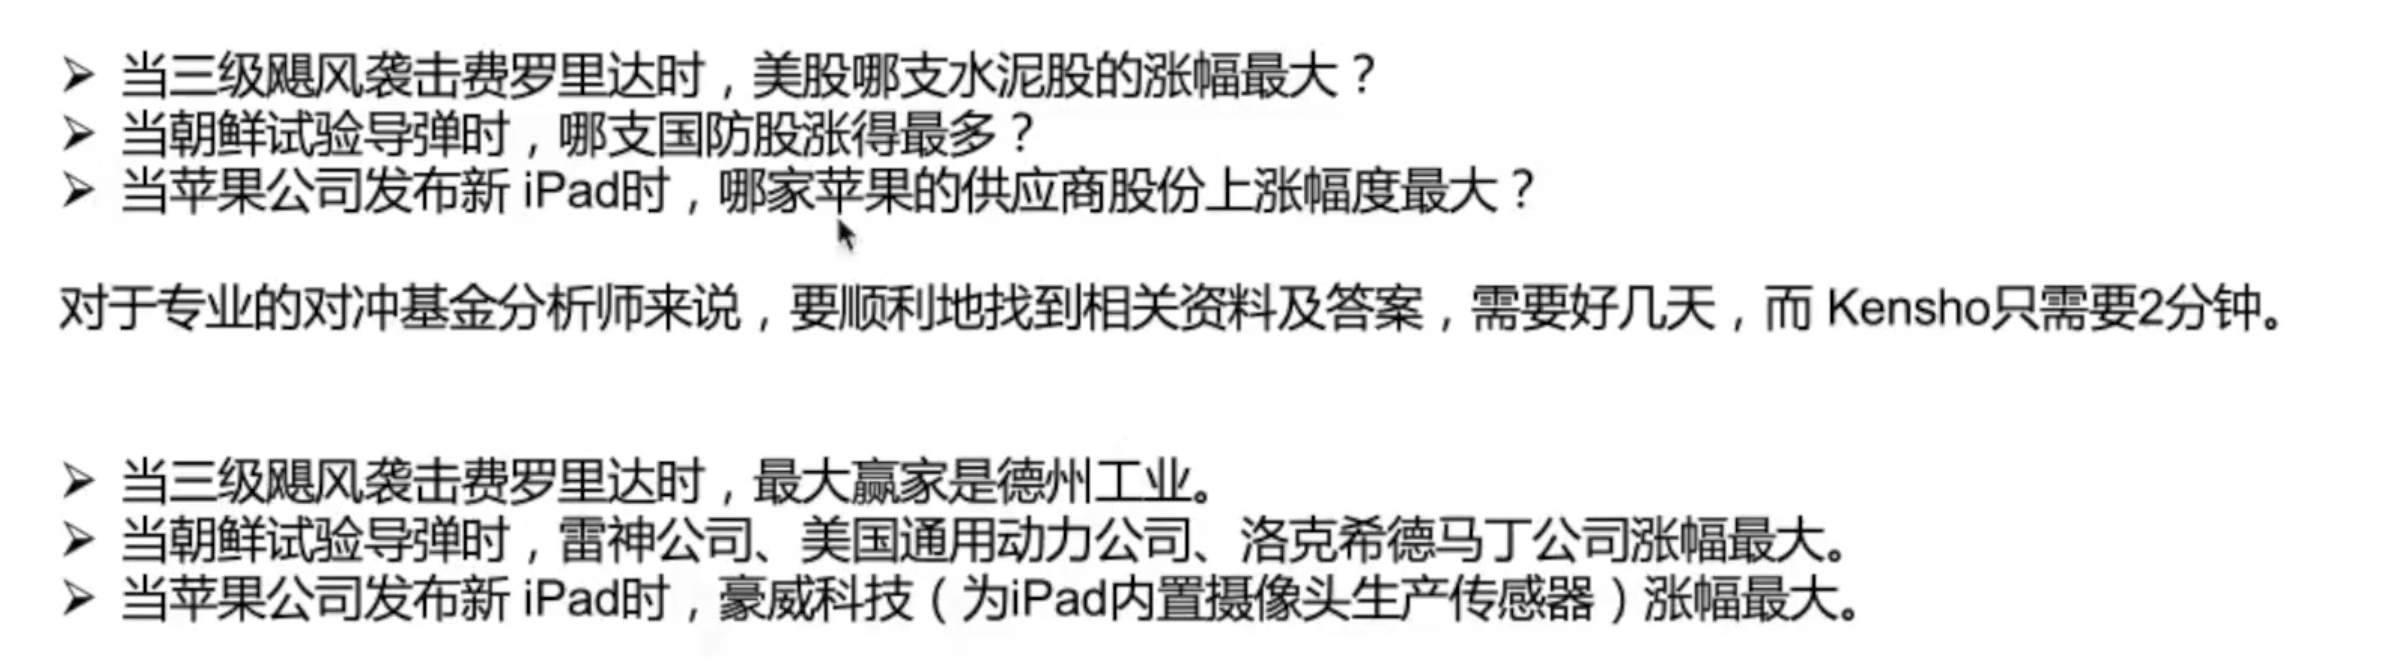 ➢ 当三级飓风袭击费罗里达时，美股哪支水泥股的涨幅最大？
➢ 当朝鲜试验导弹时，哪支国防股涨得最多？
➢ 当苹果公司发布新 iPad时，哪家苹果的供应商股份上涨幅度最大？
对于专业的对冲基金分析师来说，要顺利地找到相关资料及答案，需要好几天，而 Kensho只需要2分钟。
➢ 当三级飓风袭击费罗里达时，最大赢家是德州工业。
➢ 当朝鲜试验导弹时，雷神公司、美国通用动力公司、洛克希德马丁公司涨幅最大。
➢ 当苹果公司发布新 iPad时，豪威科技（为iPad内置摄像头生产传感器）涨幅最大。